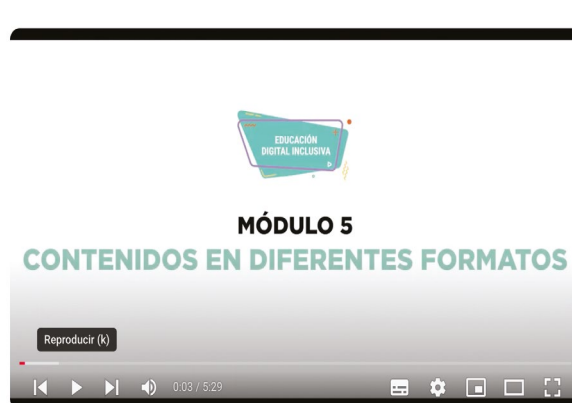 EDUCACIÓN
DIGITAL INCLUSIVA
MÓDULO 5
CONTENIDOS EN DIFERENTES FORMATOS
Reproducir (k)
0:03 / 5:29